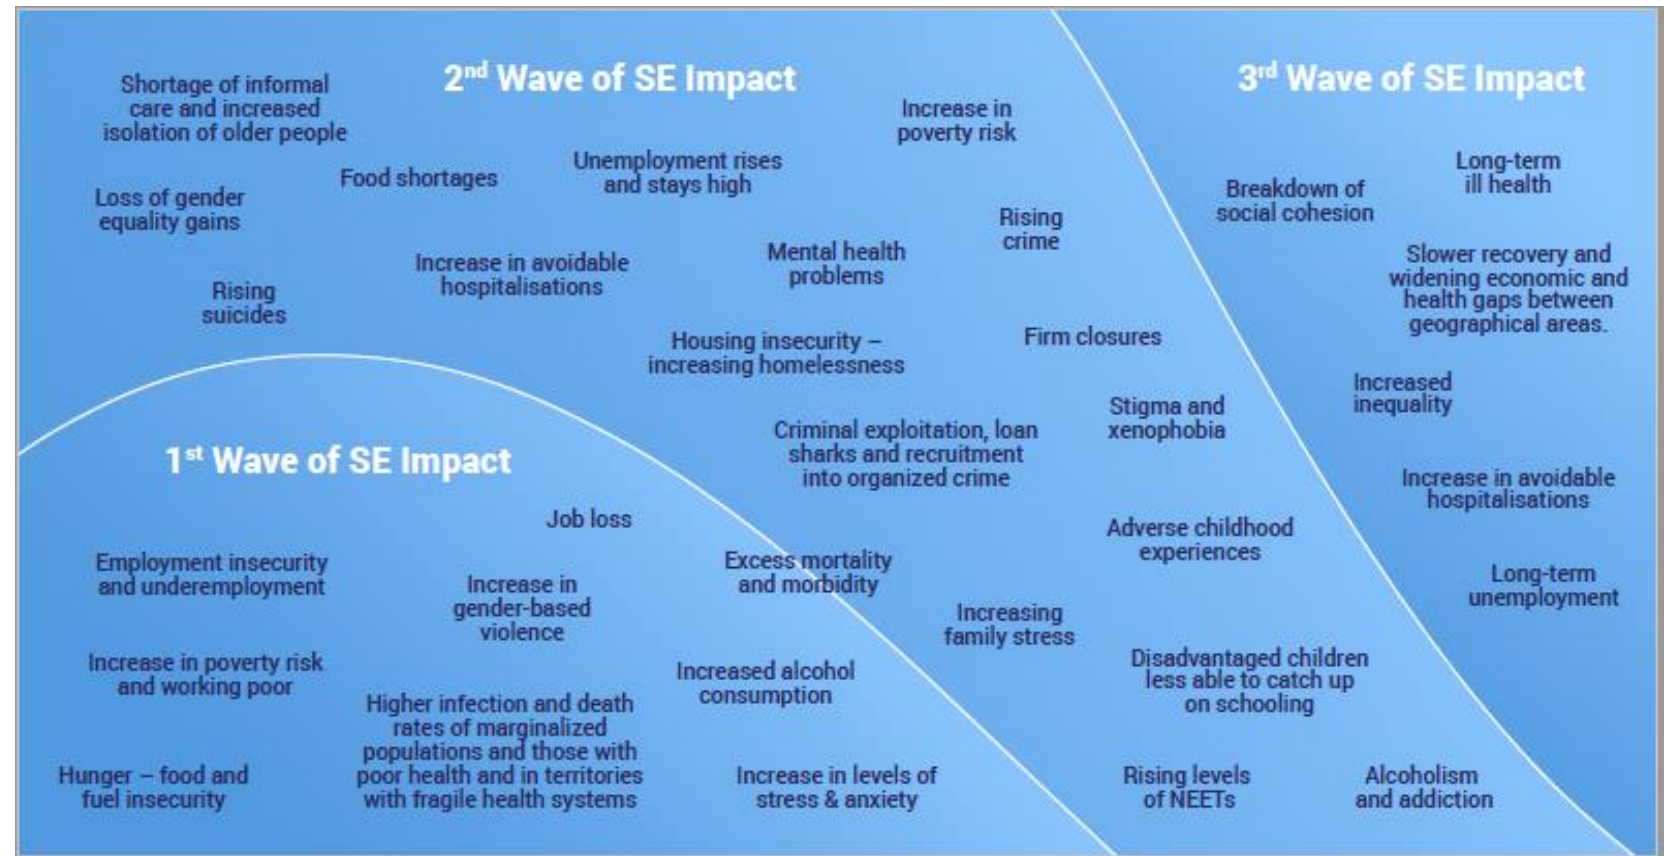 2nd Wave of SE Impact
Shortage of informal
care and increased
isolation of older people
Increase in
poverty risk
Food shortages
Unemployment rises
and stays high
Loss of gender
equality gains
Rising
crime
Mental health
problems
Increase in avoidable
hospitalisations
Rising
suicides
Housing insecurity –
increasing homelessness
Firm closures
Stigma and
xenophobia
Criminal exploitation, loan
sharks and recruitment
into organized crime
Adverse childhood
experiences
Increasing
family stress
Disadvantaged children
less able to catch up
on schooling
Rising levels
of NEETs
Alcoholism
and addiction
3rd Wave of SE Impact
Long-term
ill health
Breakdown of
social cohesion
Slower recovery and
widening economic and
health gaps between
geographical areas.
Increased
inequality
Increase in avoidable
hospitalisations
Long-term
unemployment
1st Wave of SE Impact
Job loss
Employment insecurity
and underemployment
Increase in
gender-based
violence
Excess mortality
and morbidity
Increase in poverty risk
and working poor
Increased alcohol
consumption
Higher infection and death
rates of marginalized
populations and those with
poor health and in territories
with fragile health systems
Hunger – food and
fuel insecurity
Increase in levels of
stress & anxiety